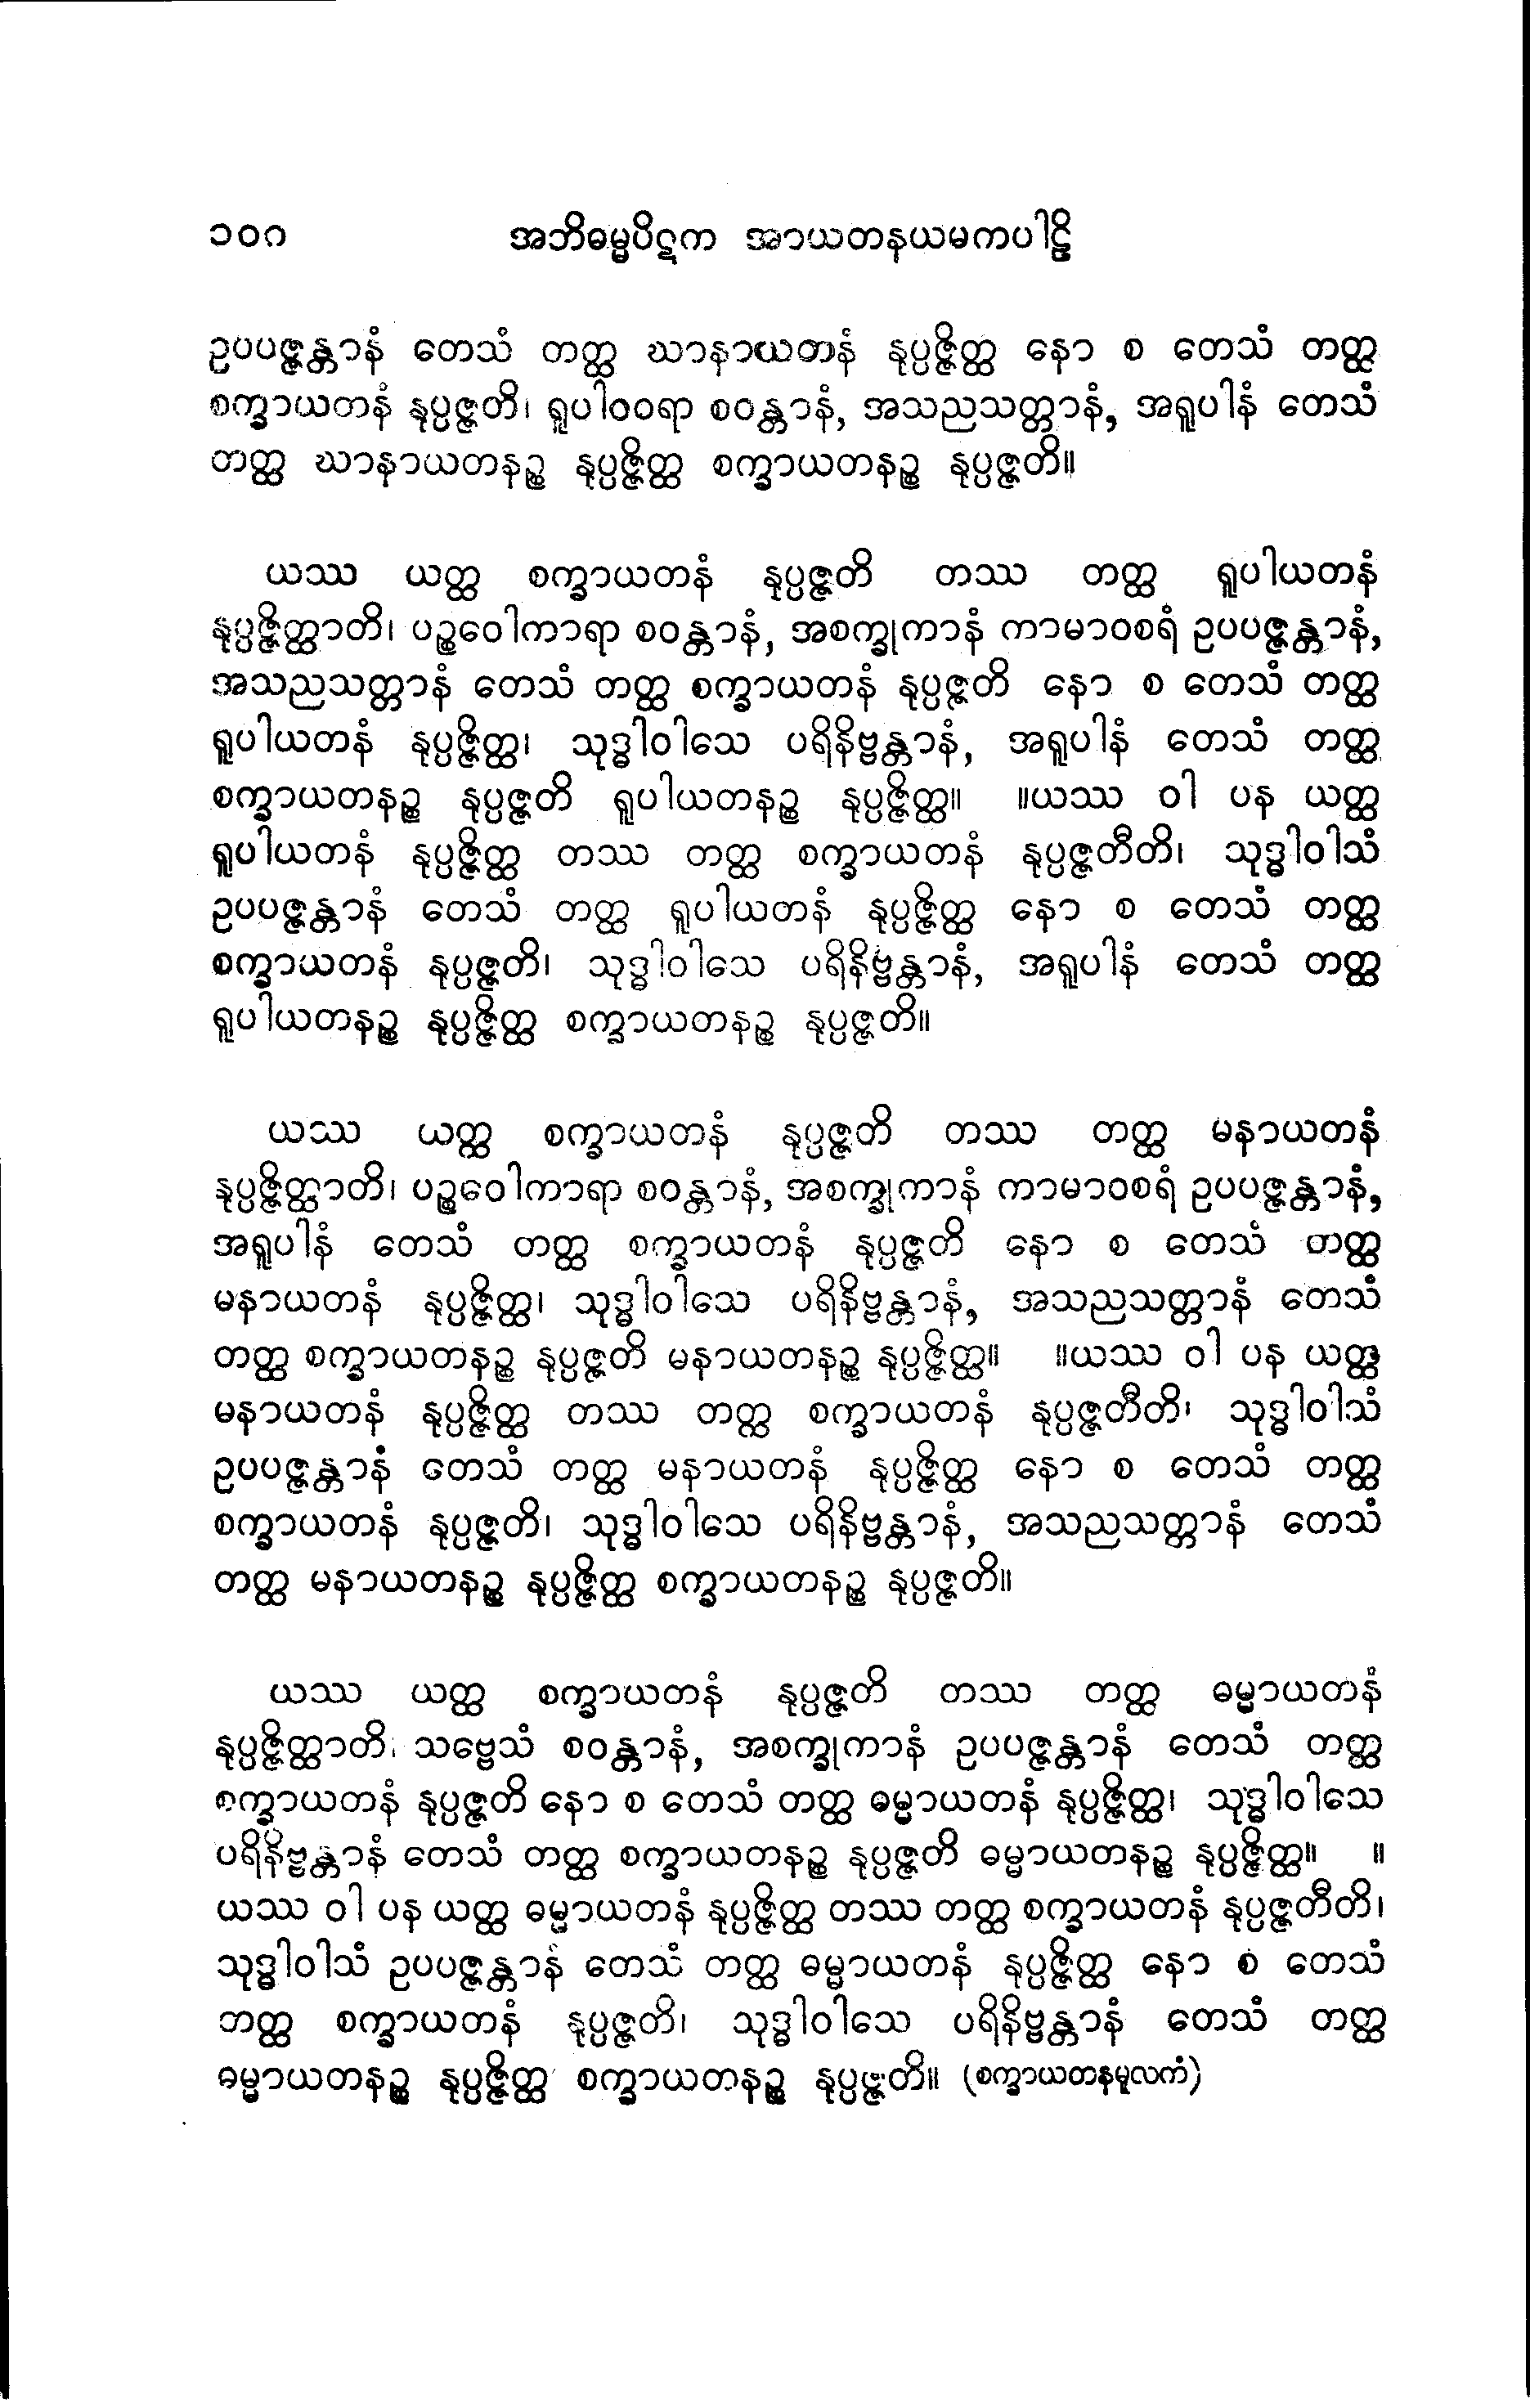 ၁၀၈ အဘိဓမ္မပိဋက အာယတနယမကပါဠိ
ဥပပဇ္ဇန္တာနံ တေသံ တတ္ထ ဃာနာယတနံ နုပ္ပဇ္ဇိတ္ထ နော စ တေသံ တတ္ထ
စက္ခာယတနံ နုပ္ပဇ္ဇတိ၊ ရူပါဝစရာ စဝန္တာနံ, အသညသတ္တာနံ, အရူပါနံ တေသံ
တတ္ထ ဃာနာယတနဉ္စ နုပ္ပဇ္ဇိတ္ထ စက္ခာယတနဉ္စ နုပ္ပဇ္ဇတိ။
ယဿ ယတ္ထ စက္ခာယတနံ နုပ္ပဇ္ဇတိ တဿ တတ္ထ ရူပါယတနံ
နုပ္ပဇ္ဇိတ္ထာတိ၊ ပဉ္စဝေါကာရာ စဝန္တာနံ, အစက္ခုကာနံ ကာမာဝစရံ ဥပပဇ္ဇန္တာနံ,
အသညသတ္တာနံ တေသံ တတ္ထ စက္ခာယတနံ နုပ္ပဇ္ဇတိ နော စ တေသံ တတ္ထ
ရူပါယတနံ နုပ္ပဇ္ဇိတ္ထ၊ သုဒ္ဓါဝါသေ ပရိနိဗ္ဗန္တာနံ, အရူပါနံ တေသံ တတ္ထ
စက္ခာယတနဉ္စ နုပ္ပဇ္ဇတိ ရူပါယတနဉ္စ နုပ္ပဇ္ဇိတ္ထ။ ။ယဿ ဝါ ပန ယတ္ထ
ရူပါယတနံ နုပ္ပဇ္ဇိတ္ထ တဿ တတ္ထ စက္ခာယတနံ နုပ္ပဇ္ဇတီတိ၊ သုဒ္ဓါဝါသံ
ဥပပဇ္ဇန္တာနံ တေသံ တတ္ထ ရူပါယတနံ နုပ္ပဇ္ဇိတ္ထ နော စ တေသံ တတ္ထ
စက္ခာယတနံ နုပ္ပဇ္ဇတိ၊ သုဒ္ဓါဝါသေ ပရိနိဗ္ဗန္တာနံ, အရူပါနံ တေသံ တတ္ထ
ရူပါယတနဉ္စ နုပ္ပဇ္ဇိတ္ထ စက္ခာယတနဉ္စ နုပ္ပဇ္ဇတိ။
ယဿ ယတ္ထ စက္ခာယတနံ နုပ္ပဇ္ဇတိ တဿ တတ္ထ မနာယတနံ
နုပ္ပဇ္ဇိတ္ထာတိ၊ ပဉ္စဝေါကာရာ စဝန္တာနံ, အစက္ခုကာနံ ကာမာဝစရံ ဥပပဇ္ဇန္တာနံ,
အရူပါနံ တေသံ တတ္ထ စက္ခာယတနံ နုပ္ပဇ္ဇတိ နော စ တေသံ တတ္ထ
မနာယတနံ နုပ္ပဇ္ဇိတ္ထ၊ သုဒ္ဓါဝါသေ ပရိနိဗ္ဗန္တာနံ, အသညသတ္တာနံ တေသံ
တတ္ထ စက္ခာယတနဉ္စ နုပ္ပဇ္ဇတိ မနာယတနဉ္စ နုပ္ပဇ္ဇိတ္ထ။ ။ယဿ ဝါ ပန ယတ္ထ
မနာယတနံ နုပ္ပဇ္ဇိတ္ထ တဿ တတ္ထ စက္ခာယတနံ နုပ္ပဇ္ဇတီတိ၊ သုဒ္ဓါဝါသံ
ဥပပဇ္ဇန္တာနံ တေသံ တတ္ထ မနာယတနံ နုပ္ပဇ္ဇိတ္ထ နော စ တေသံ တတ္ထ
စက္ခာယတနံ နုပ္ပဇ္ဇတိ၊ သုဒ္ဓါဝါသေ ပရိနိဗ္ဗန္တာနံ, အသညသတ္တာနံ တေသံ
တတ္ထ မနာယတနဉ္စ နုပ္ပဇ္ဇိတ္ထ စက္ခာယတနဉ္စ နုပ္ပဇ္ဇတိ။
ယဿ ယတ္ထ စက္ခာယတနံ နုပ္ပဇ္ဇတိ တဿ တတ္ထ ဓမ္မာယတနံ
နုပ္ပဇ္ဇိတ္ထာတိ၊ သဗ္ဗေသံ စဝန္တာနံ, အစက္ခုကာနံ ဥပပဇ္ဇန္တာနံ တေသံ တတ္ထ
စက္ခာယတနံ နုပ္ပဇ္ဇတိ နော စ တေသံ တတ္ထ ဓမ္မာယတနံ နုပ္ပဇ္ဇိတ္ထ၊ သုဒ္ဓါဝါသေ
ပရိနိဗ္ဗန္တာနံ တေသံ တတ္ထ စက္ခာယတနဉ္စ နုပ္ပဇ္ဇတိ ဓမ္မာယတနဉ္စ နုပ္ပဇ္ဇိတ္ထ။ ။
ယဿ ဝါ ပန ယတ္ထ ဓမ္မာယတနံ နုပ္ပဇ္ဇိတ္ထ တဿ တတ္ထ စက္ခာယတနံ နုပ္ပဇ္ဇတီတိ၊
သုဒ္ဓါဝါသံ ဥပပဇ္ဇန္တာနံ တေသံ တတ္ထ ဓမ္မာယတနံ နုပ္ပဇ္ဇိတ္ထ နော စ တေသံ
တတ္ထ စက္ခာယတနံ နုပ္ပဇ္ဇတိ၊ သုဒ္ဓါဝါသေ ပရိနိဗ္ဗန္တာနံ တေသံ တတ္ထ
ဓမ္မာယတနဉ္စ နုပ္ပဇ္ဇိတ္ထ စက္ခာယတနဉ္စ နုပ္ပဇ္ဇတိ။ (စက္ခာယတနမူလကံ)